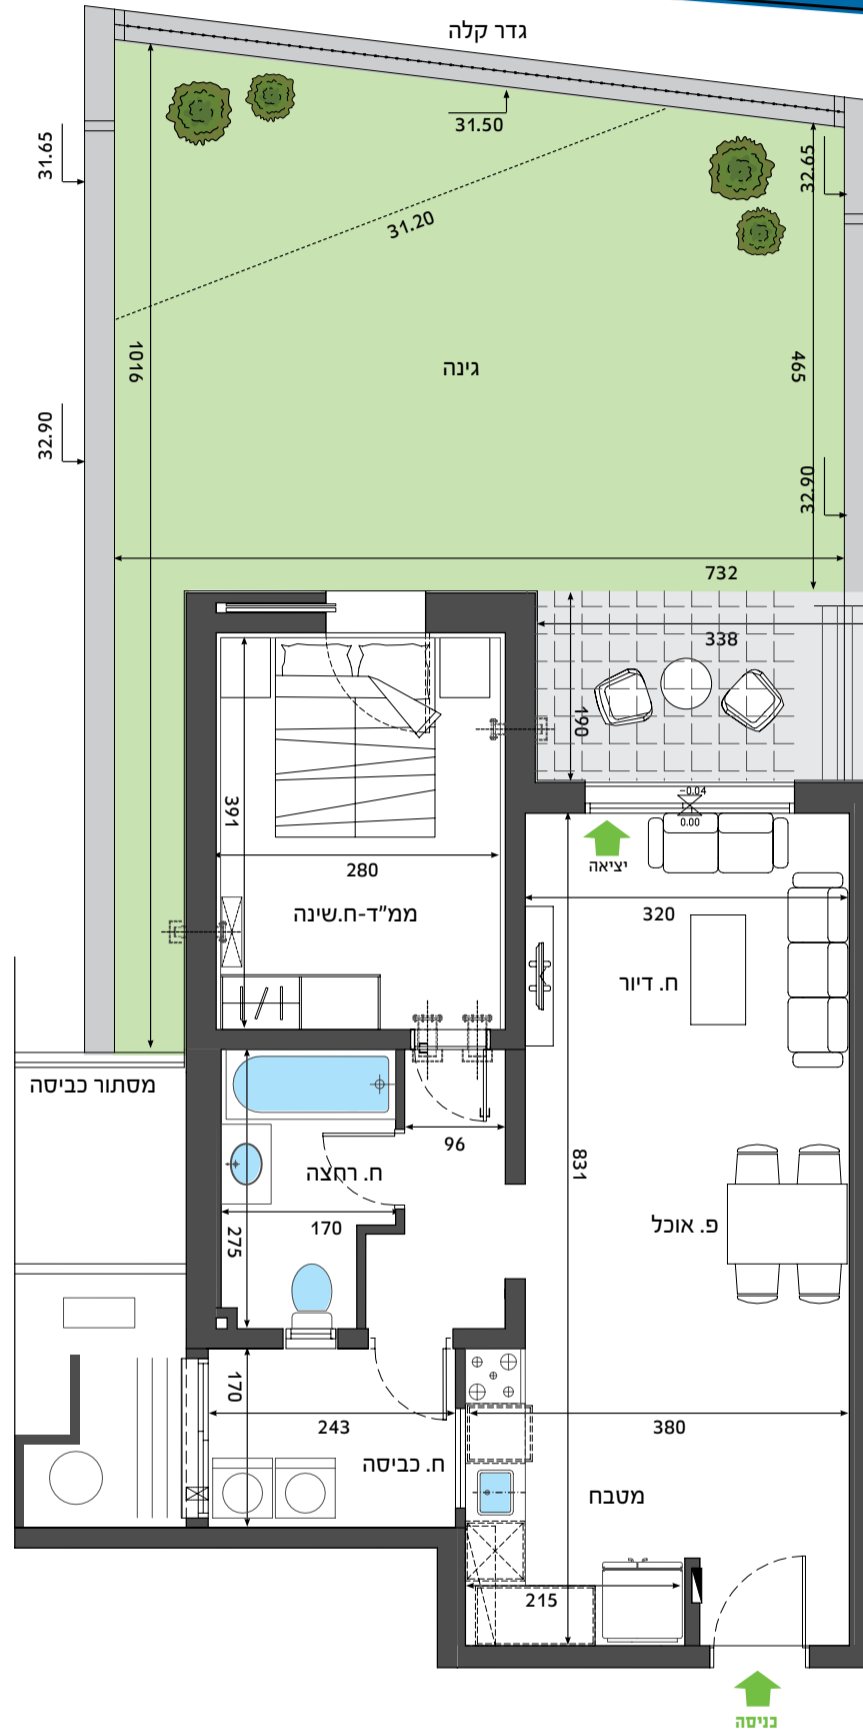 גדר קלה
31.50
31.65
32.65
31.20
1016
594
גינה
32.90
32.90
732
338
190
391
280
-0.04
0.00
יציאה
320
ממ"ד-ח.שינה
ח. דיור
מסתור כביסה
96
831
ח. רחצה
170
275
פ. אוכל
170
243
380
ח. כביסה
מטבח
215
כניסה